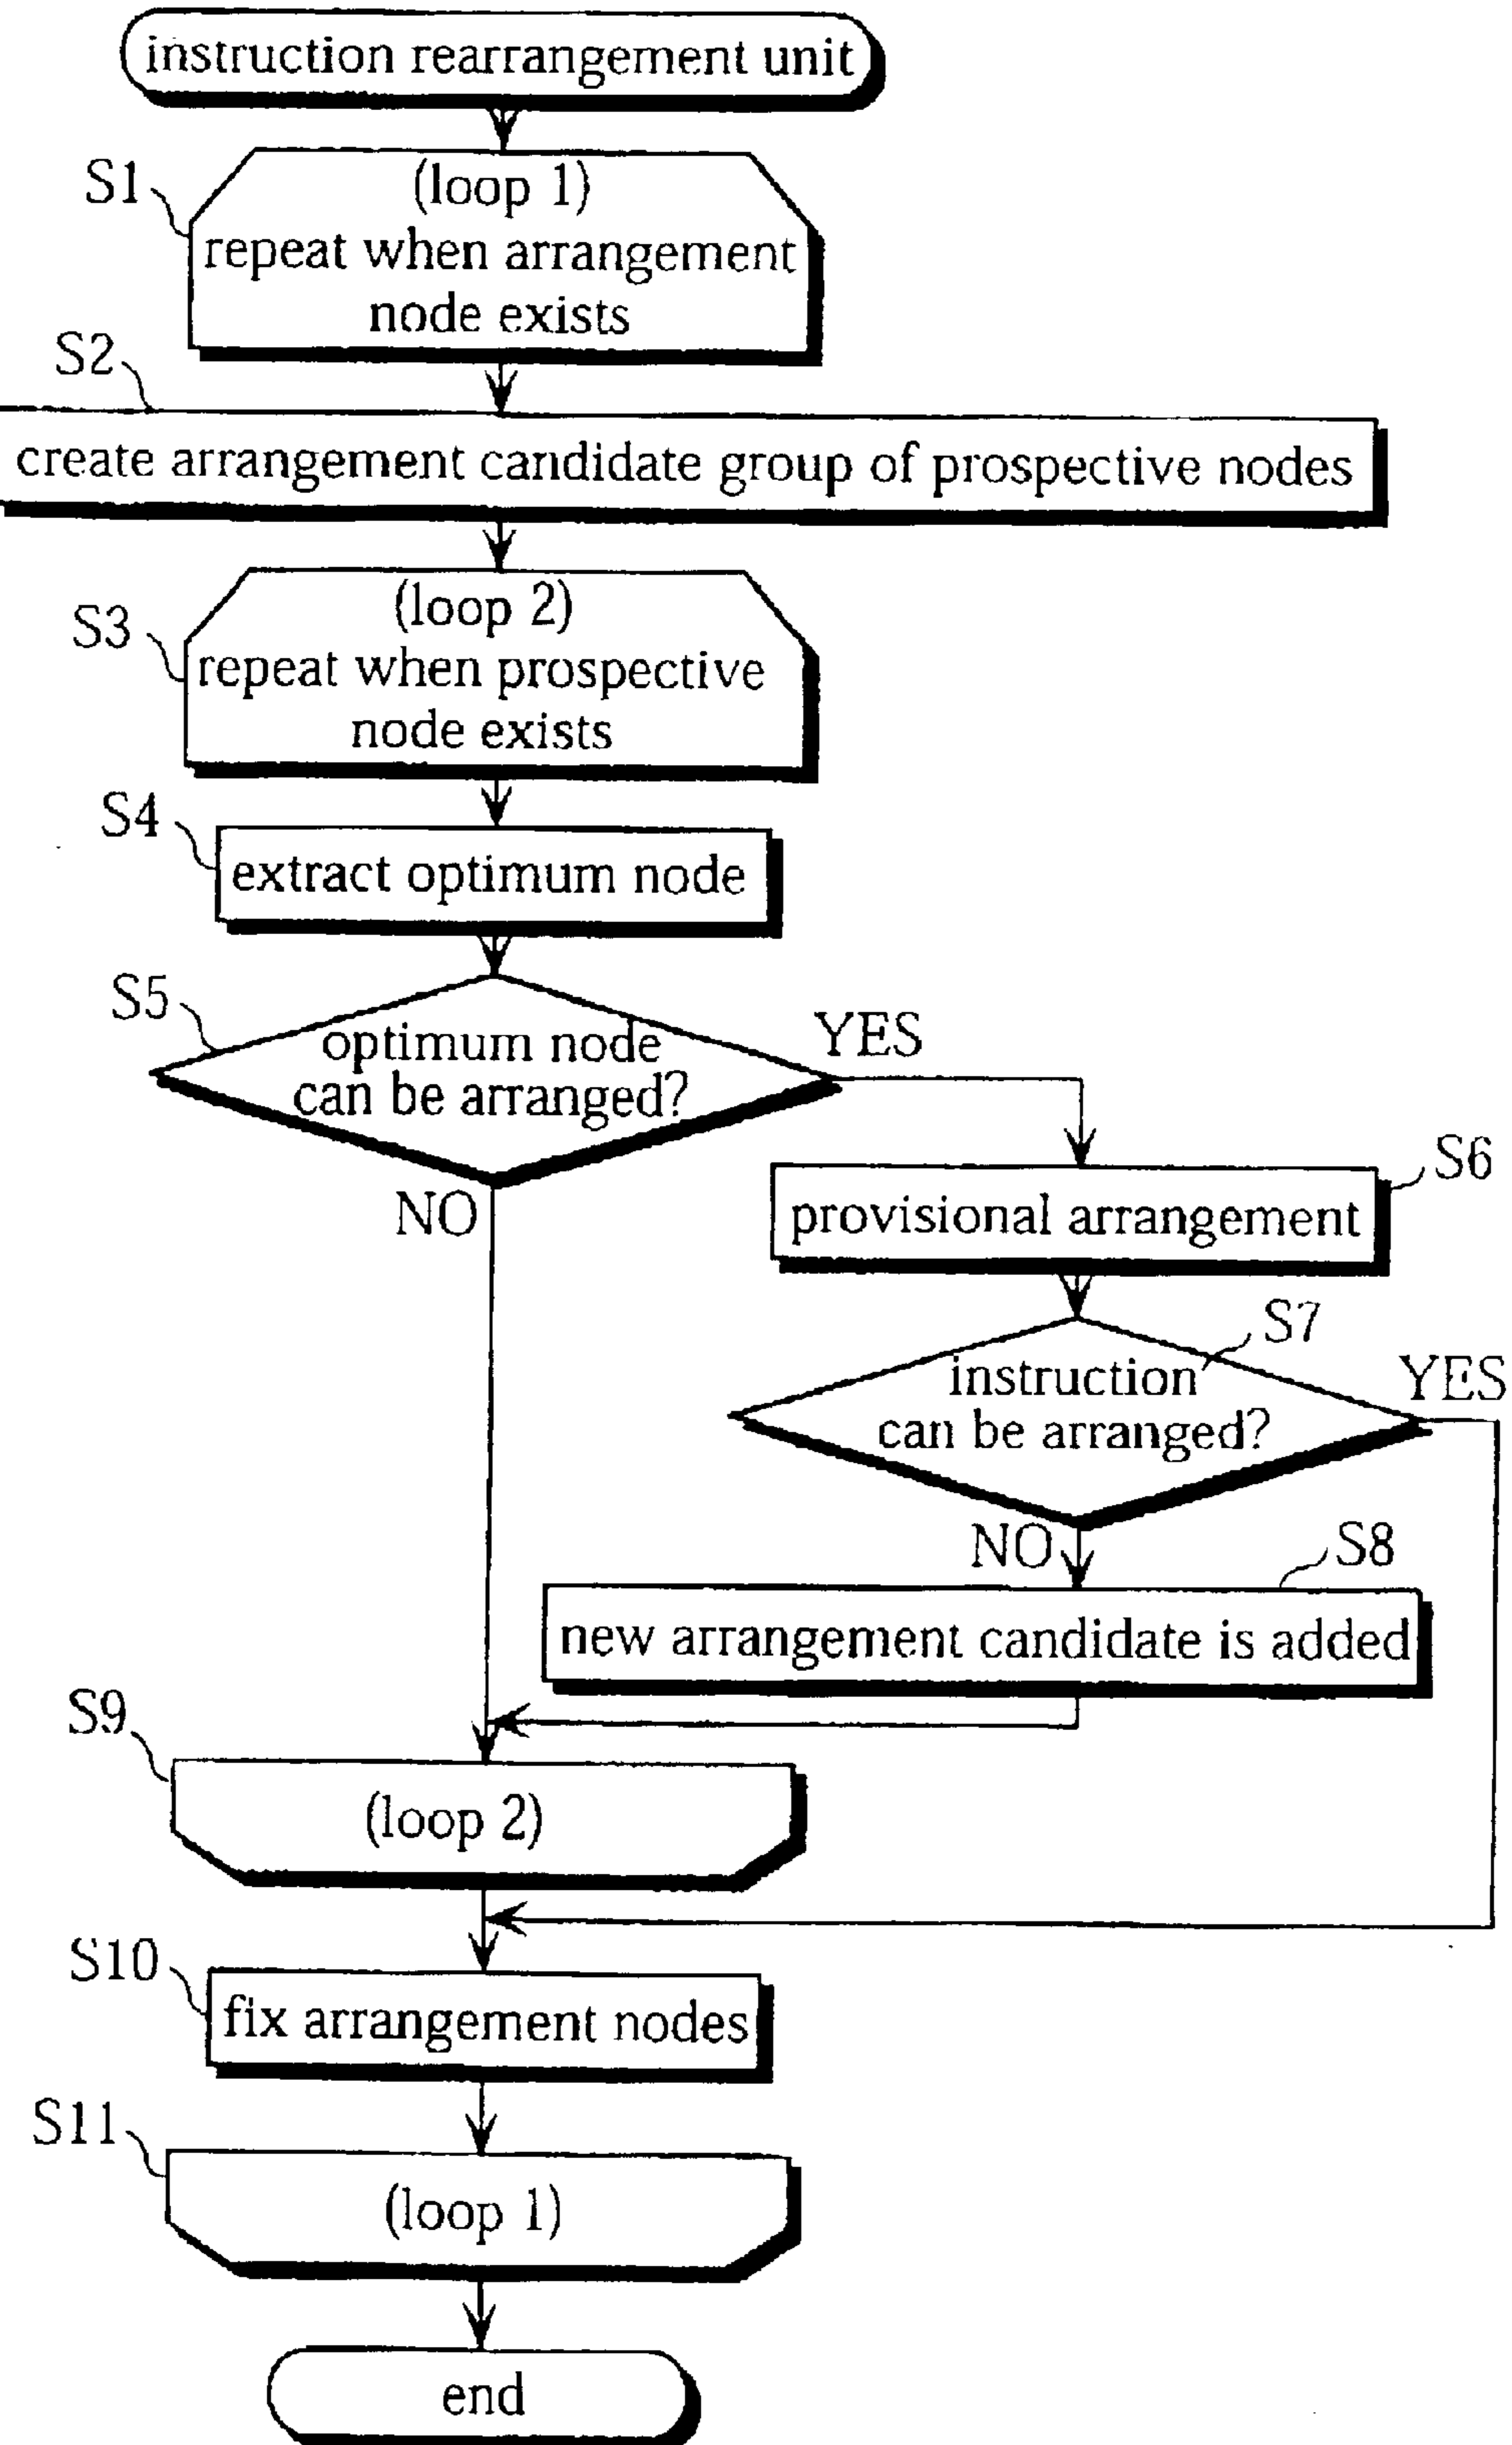 instruction rearrangement unit
S1
(loop 1)
repeat when arrangement
node exists
S2
create arrangement candidate group of prospective nodes
S3
(loop 2)
repeat when prospective
node exists
S4
extract optimum node
S5
optimum node
can be arranged?
YES
NO
S6
provisional arrangement
S7
instruction
can be arranged?
YES
NO
S8
new arrangement candidate is added
S9
(loop 2)
S10
fix arrangement nodes
S11
(loop 1)
end